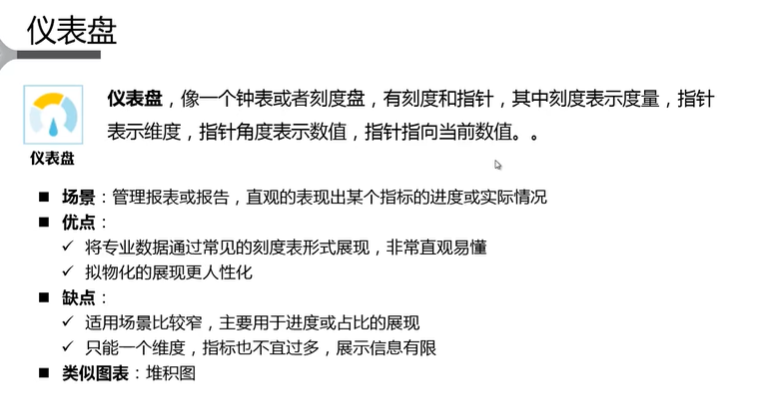 仪表盘
仪表盘，像一个钟表或者刻度盘，有刻度和指针，其中刻度表示度量，指针
表示维度，指针角度表示数值，指针指向当前数值。。
仪表盘
■ 场景：管理报表或报告，直观的表现出某个指标的进度或实际情况
■ 优点：
✓ 将专业数据通过常见的刻度表形式展现，非常直观易懂
✓ 拟物化的展现更人性化
■ 缺点：
✓ 适用场景比较窄，主要用于进度或占比的展现
✓ 只能一个维度，指标也不宜过多，展示信息有限
■ 类似图表：堆积图